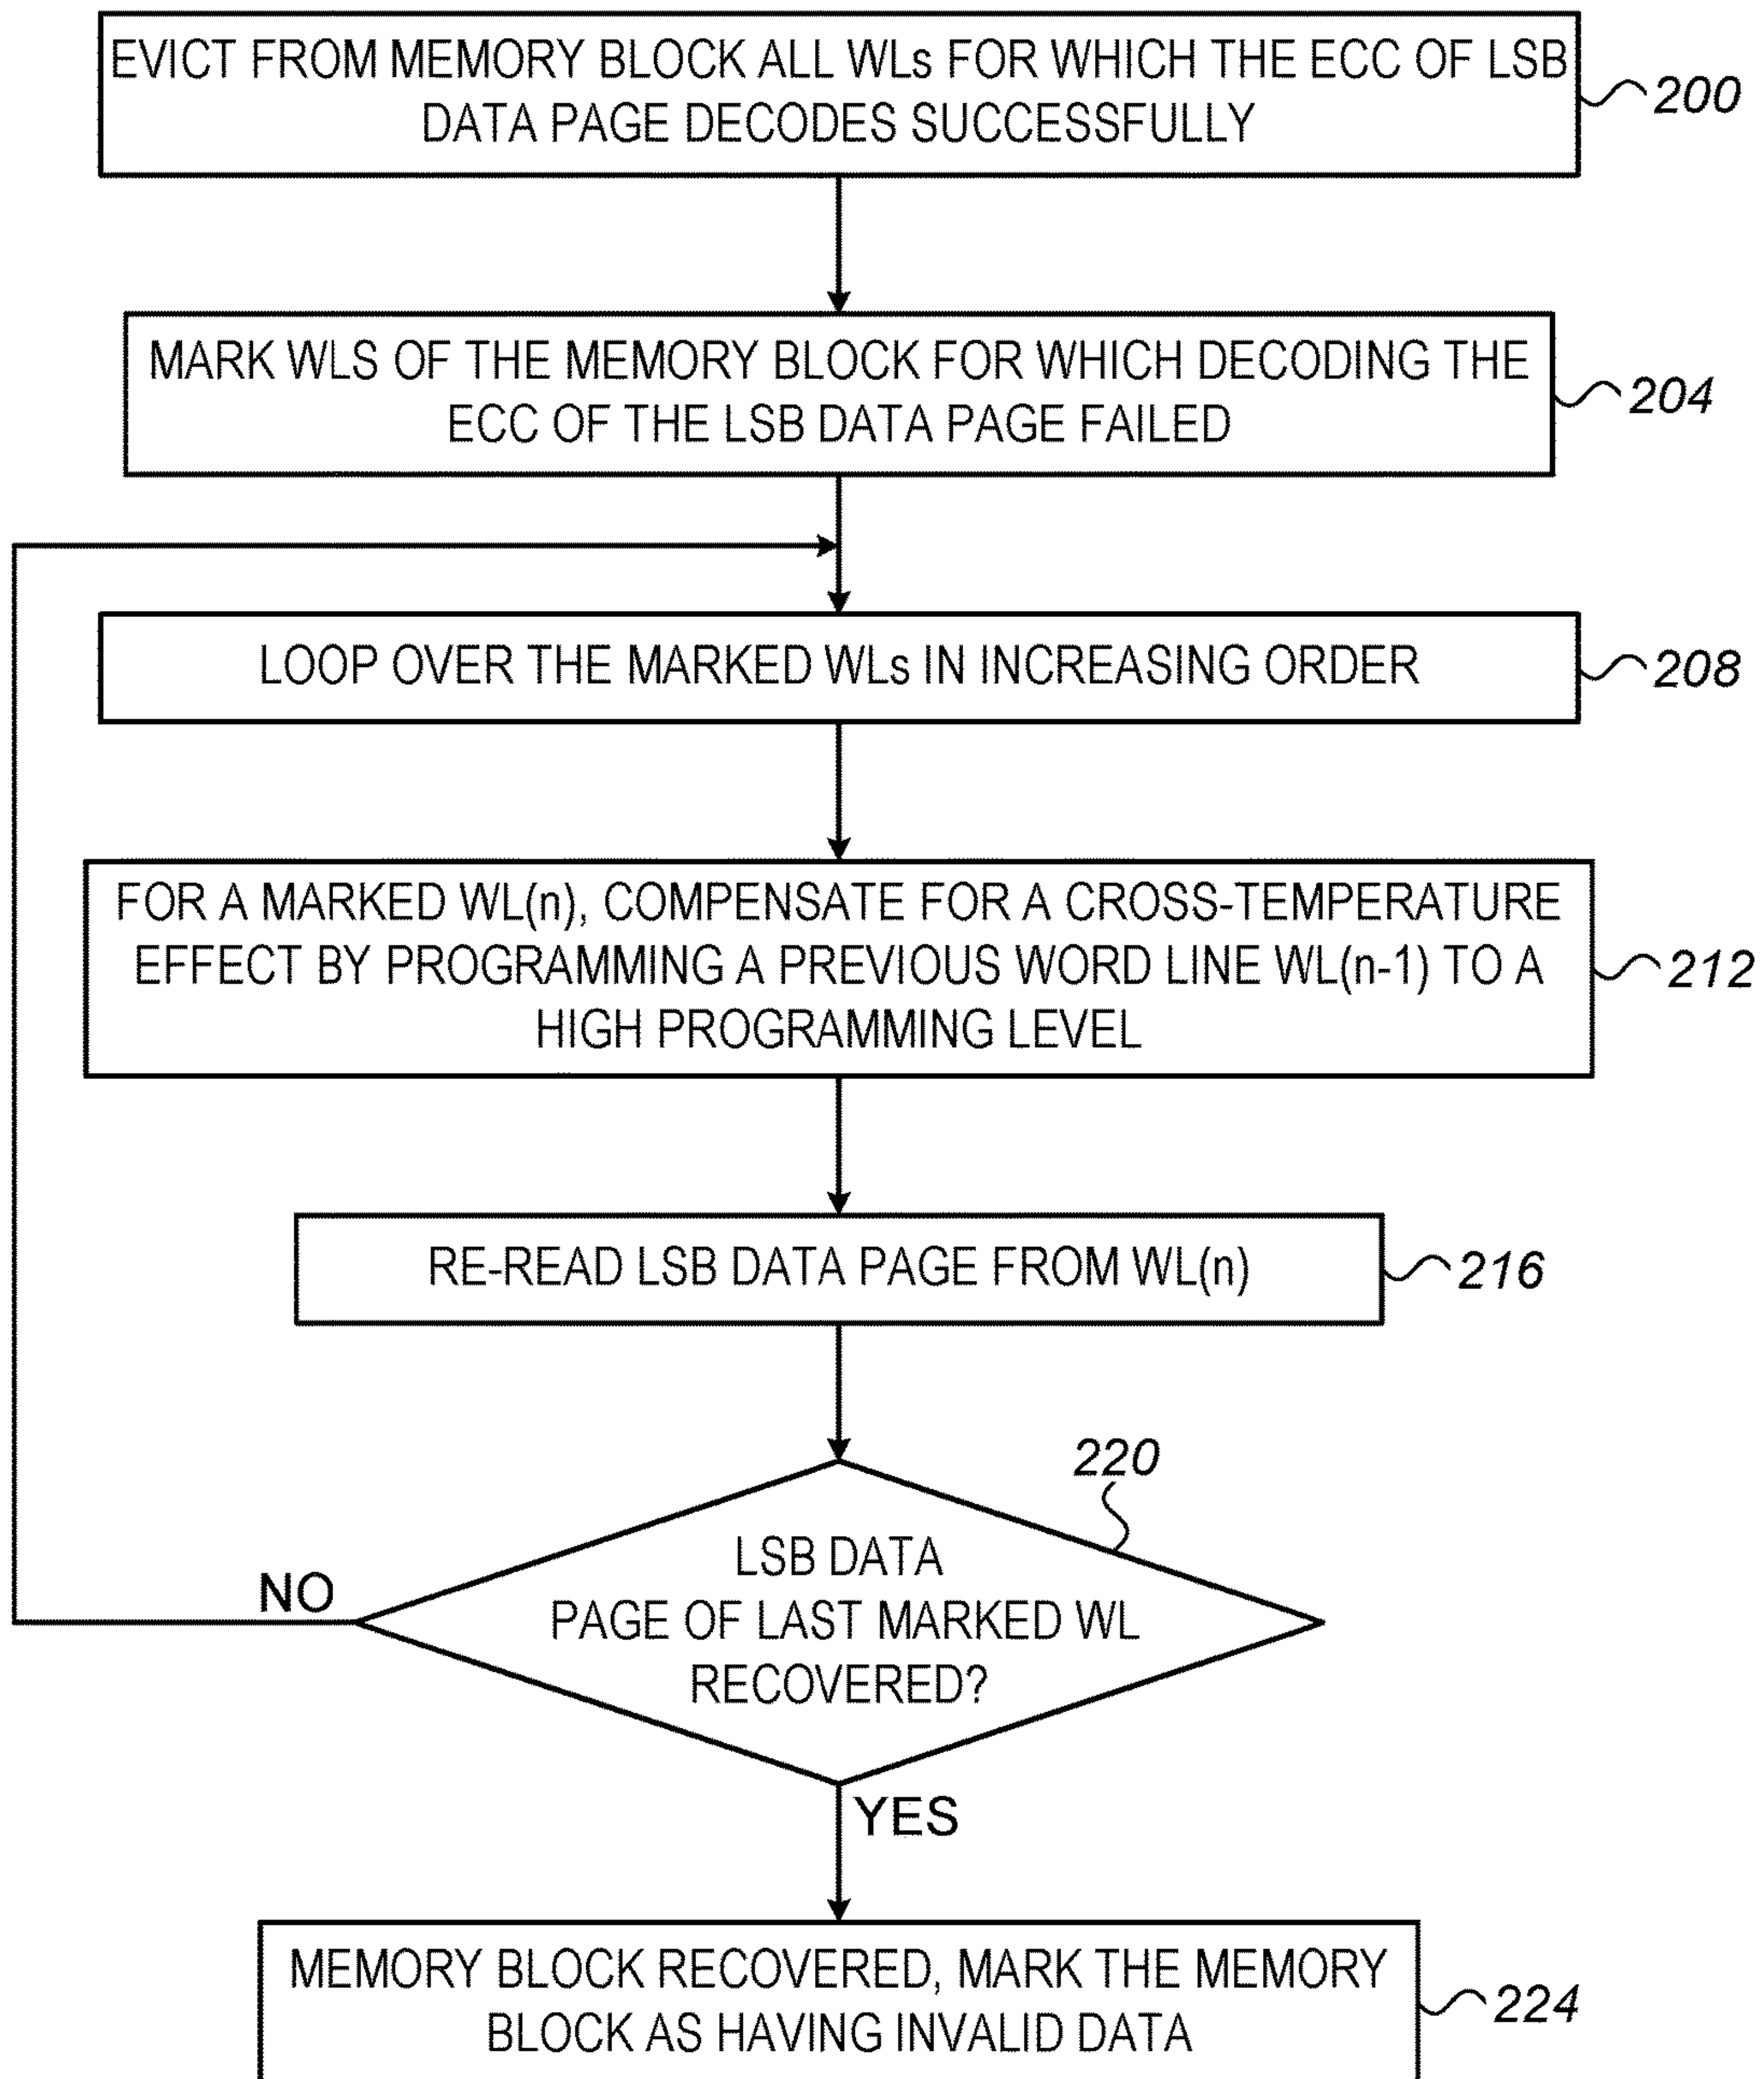 EVICT FROM MEMORY BLOCK ALL WLs FOR WHICH THE ECC OF LSB
DATA PAGE DECODES SUCCESSFULLY
200
MARK WLS OF THE MEMORY BLOCK FOR WHICH DECODING THE
ECC OF THE LSB DATA PAGE FAILED
204
LOOP OVER THE MARKED WLs IN INCREASING ORDER
208
FOR A MARKED WL(n), COMPENSATE FOR A CROSS-TEMPERATURE
EFFECT BY PROGRAMMING A PREVIOUS WORD LINE WL(n-1) TO A
HIGH PROGRAMMING LEVEL
212
RE-READ LSB DATA PAGE FROM WL(n)
216
220
LSB DATA
PAGE OF LAST MARKED WL
RECOVERED?
NO
YES
MEMORY BLOCK RECOVERED, MARK THE MEMORY
BLOCK AS HAVING INVALID DATA
224